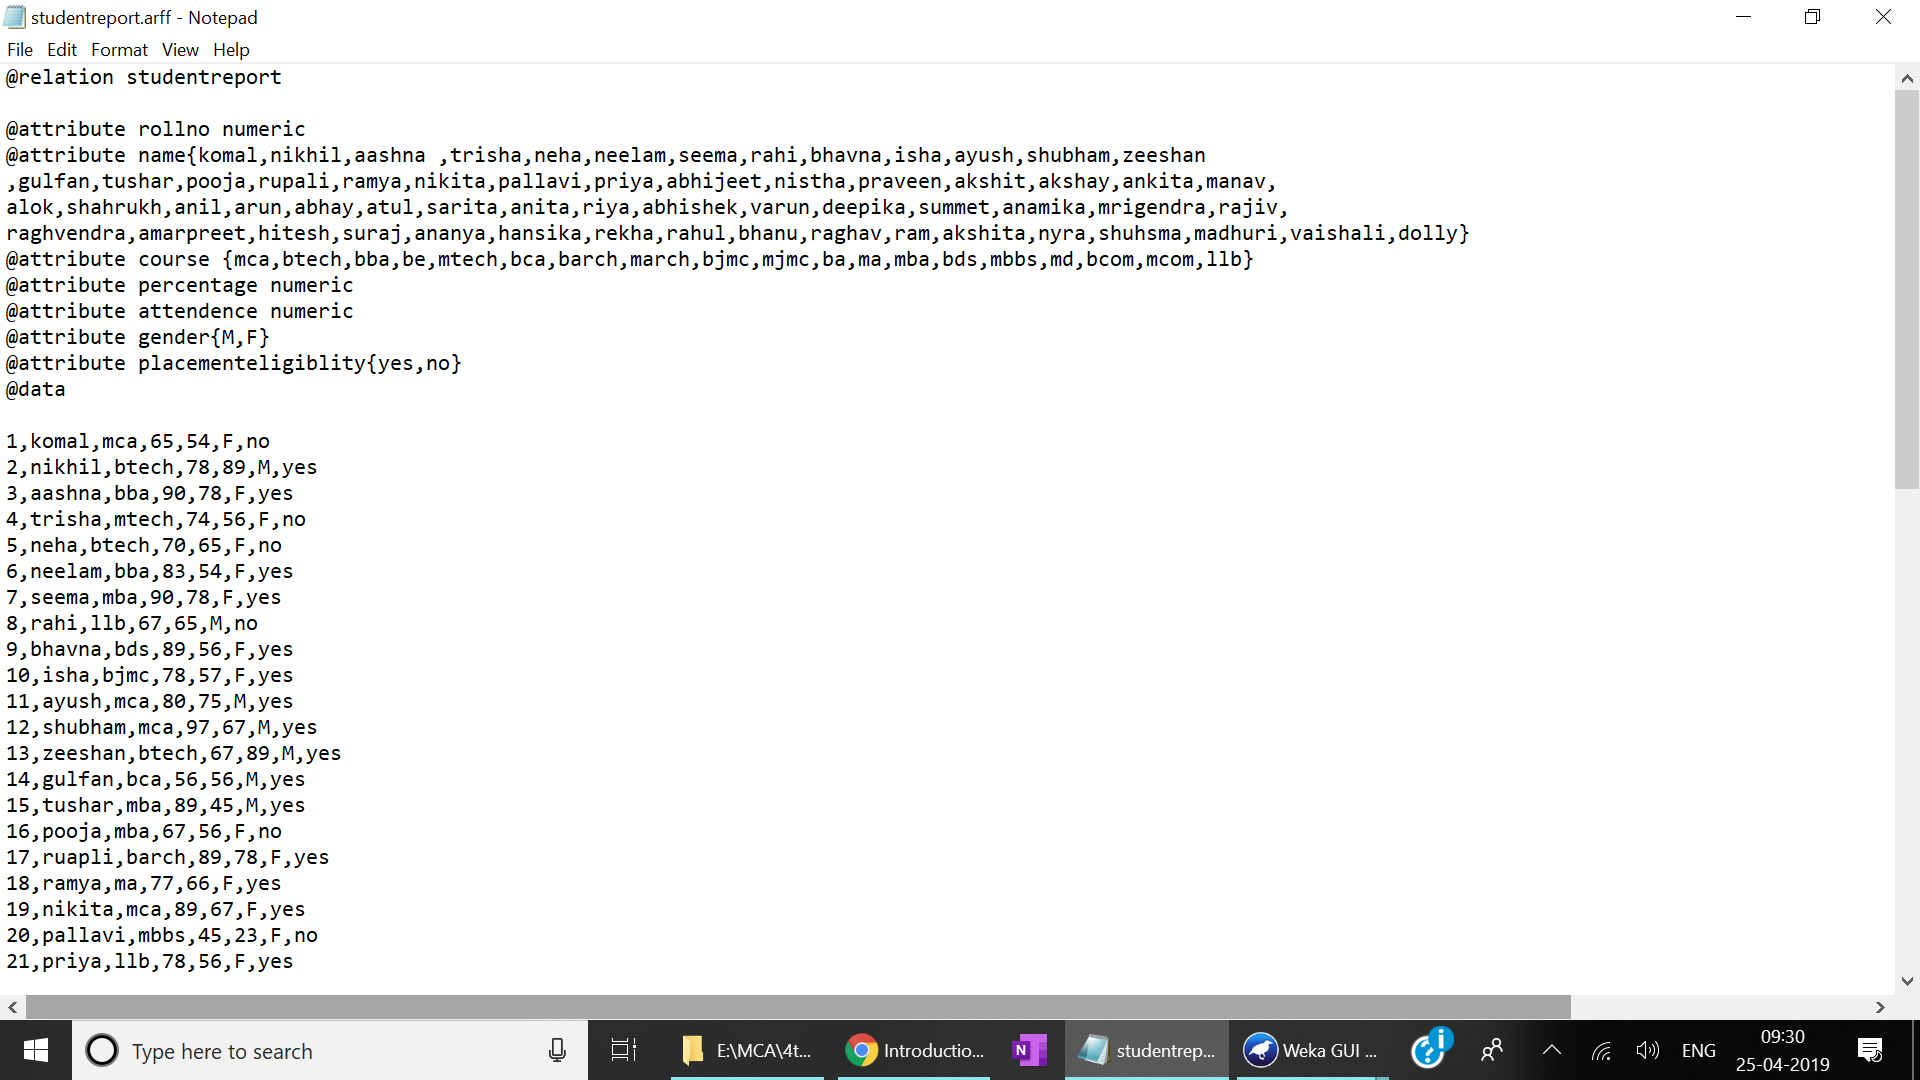 studentreport.arff - Notepad
File Edit Format View Help
@relation studentreport
@attribute rollno numeric
@attribute name{komal,nikhil,aashna ,trisha,neha,neelam,seema,rahi,bhavna,isha,ayush,shubham,zeeshan
,gulfan,tushar,pooja,rupali,ramya,nikita,pallavi,priya,abhijeet,nistha,praveen,akshit,akshay,ankita,manav,
alok,shahrukh,anil,arun,abhay,atul,sarita,anita,riya,abhishek,varun,deepika,summet,anamika,mrigendra,rajiv,
raghvendra,amarpreet,hitesh,suraj,ananya,hansika,rekha,rahul,bhanu,raghav,ram,akshita,nyra,shuhsma,madhuri,vaishali,dolly}
@attribute course {mca,btech,bba,be,mtech,bca,barch,march,bjmc,mjmc,ba,ma,mba,bds,mbbs,md,bcom,mcom,llb}
@attribute percentage numeric
@attribute attendence numeric
@attribute gender{M,F}
@attribute placementeligiblity{yes,no}
@data
1,komal,mca,65,54,F,no
2,nikhil,btech,78,89,M,yes
3,aashna,bba,90,78,F,yes
4,trisha,mtech,74,56,F,no
5,neha,btech,70,65,F,no
6,neelam,bba,83,54,F,yes
7,seema,mba,90,78,F,yes
8,rahi,llb,67,65,M,no
9,bhavna,bds,89,56,F,yes
10,isha,bjmc,78,57,F,yes
11,ayush,mca,80,75,M,yes
12,shubham,mca,97,67,M,yes
13,zeeshan,btech,67,89,M,yes
14,gulfan,bca,56,56,M,yes
15,tushar,mba,89,45,M,yes
16,pooja,mba,67,56,F,no
17,ruapli,barch,89,78,F,yes
18,ramya,ma,77,66,F,yes
19,nikita,mca,89,67,F,yes
20,pallavi,mbbs,45,23,F,no
21,priya,llb,78,56,F,yes
Type here to search E:\MCA\4t... Introductio... N studentrep... Weka GUI ... ENG 09:30
25-04-2019